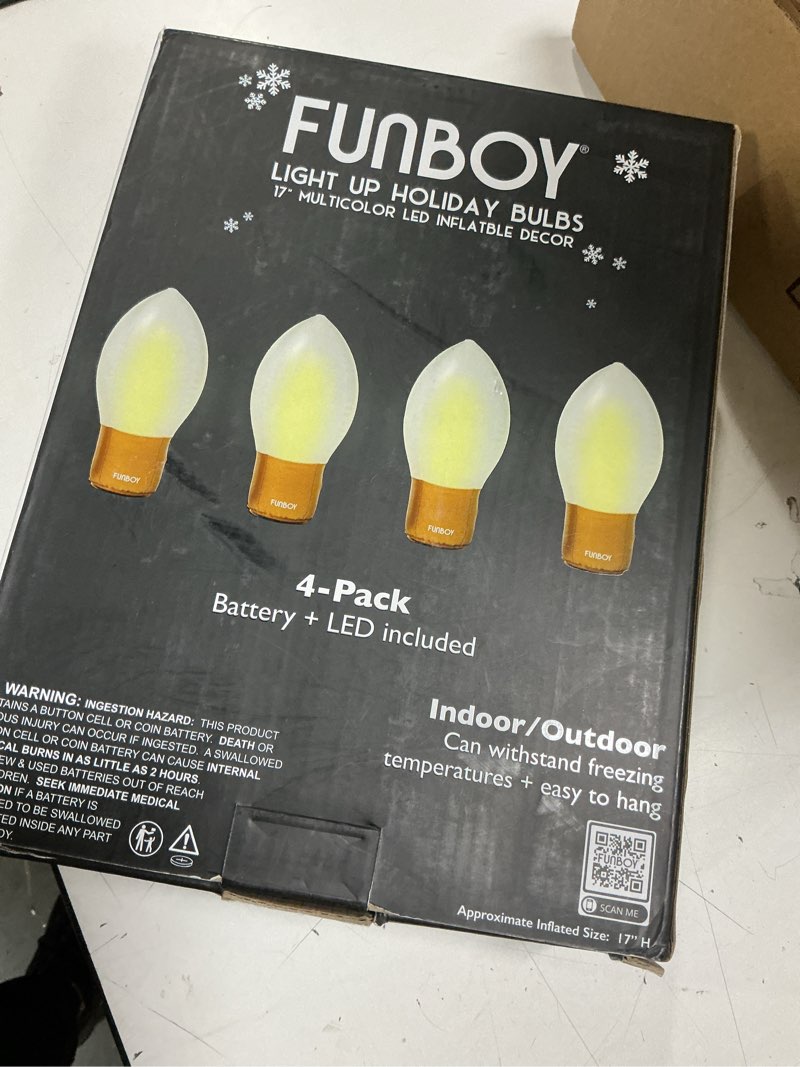 FUNBOY®
LIGHT UP HOLIDAY BULBS
17" MULTICOLOR LED INFLATBLE DECOR
FUNBOY
FUNBOY
FUNBOY
FUNBOY
4-Pack
Battery + LED included
WARNING: INGESTION HAZARD: THIS PRODUCT
TAINS A BUTTON CELL OR COIN BATTERY. DEATH OR
OUS INJURY CAN OCCUR IF INGESTED. A SWALLOWED
ON CELL OR COIN BATTERY CAN CAUSE INTERNAL
CAL BURNS IN AS LITTLE AS 2 HOURS.
EW & USED BATTERIES OUT OF REACH
DREN. SEEK IMMEDIATE MEDICAL
ON IF A BATTERY IS
ED TO BE SWALLOWED
TED INSIDE ANY PART
DY.
Indoor/Outdoor
Can withstand freezing
temperatures + easy to hang
FUNBOY
SCAN ME
Approximate Inflated Size: 17" H